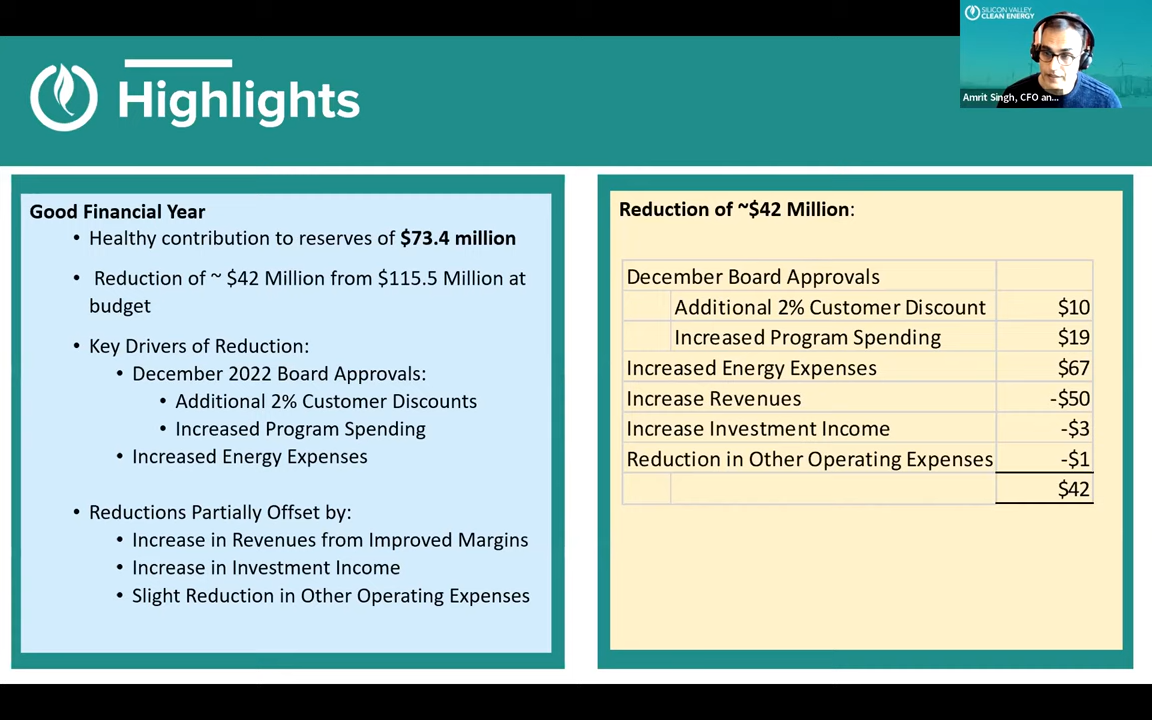 SILICON VALLEY
CLEAN ENERGY
Amrit Singh, CFO an...
Highlights
Good Financial Year
• Healthy contribution to reserves of $73.4 million
• Reduction of ~ $42 Million from $115.5 Million at
budget
• Key Drivers of Reduction:
• December 2022 Board Approvals:
• Additional 2% Customer Discounts
• Increased Program Spending
• Increased Energy Expenses
• Reductions Partially Offset by:
• Increase in Revenues from Improved Margins
• Increase in Investment Income
• Slight Reduction in Other Operating Expenses
Reduction of ~$42 Million:
December Board Approvals
Additional 2% Customer Discount $10
Increased Program Spending $19
Increased Energy Expenses $67
Increase Revenues -$50
Increase Investment Income -$3
Reduction in Other Operating Expenses -$1
$42